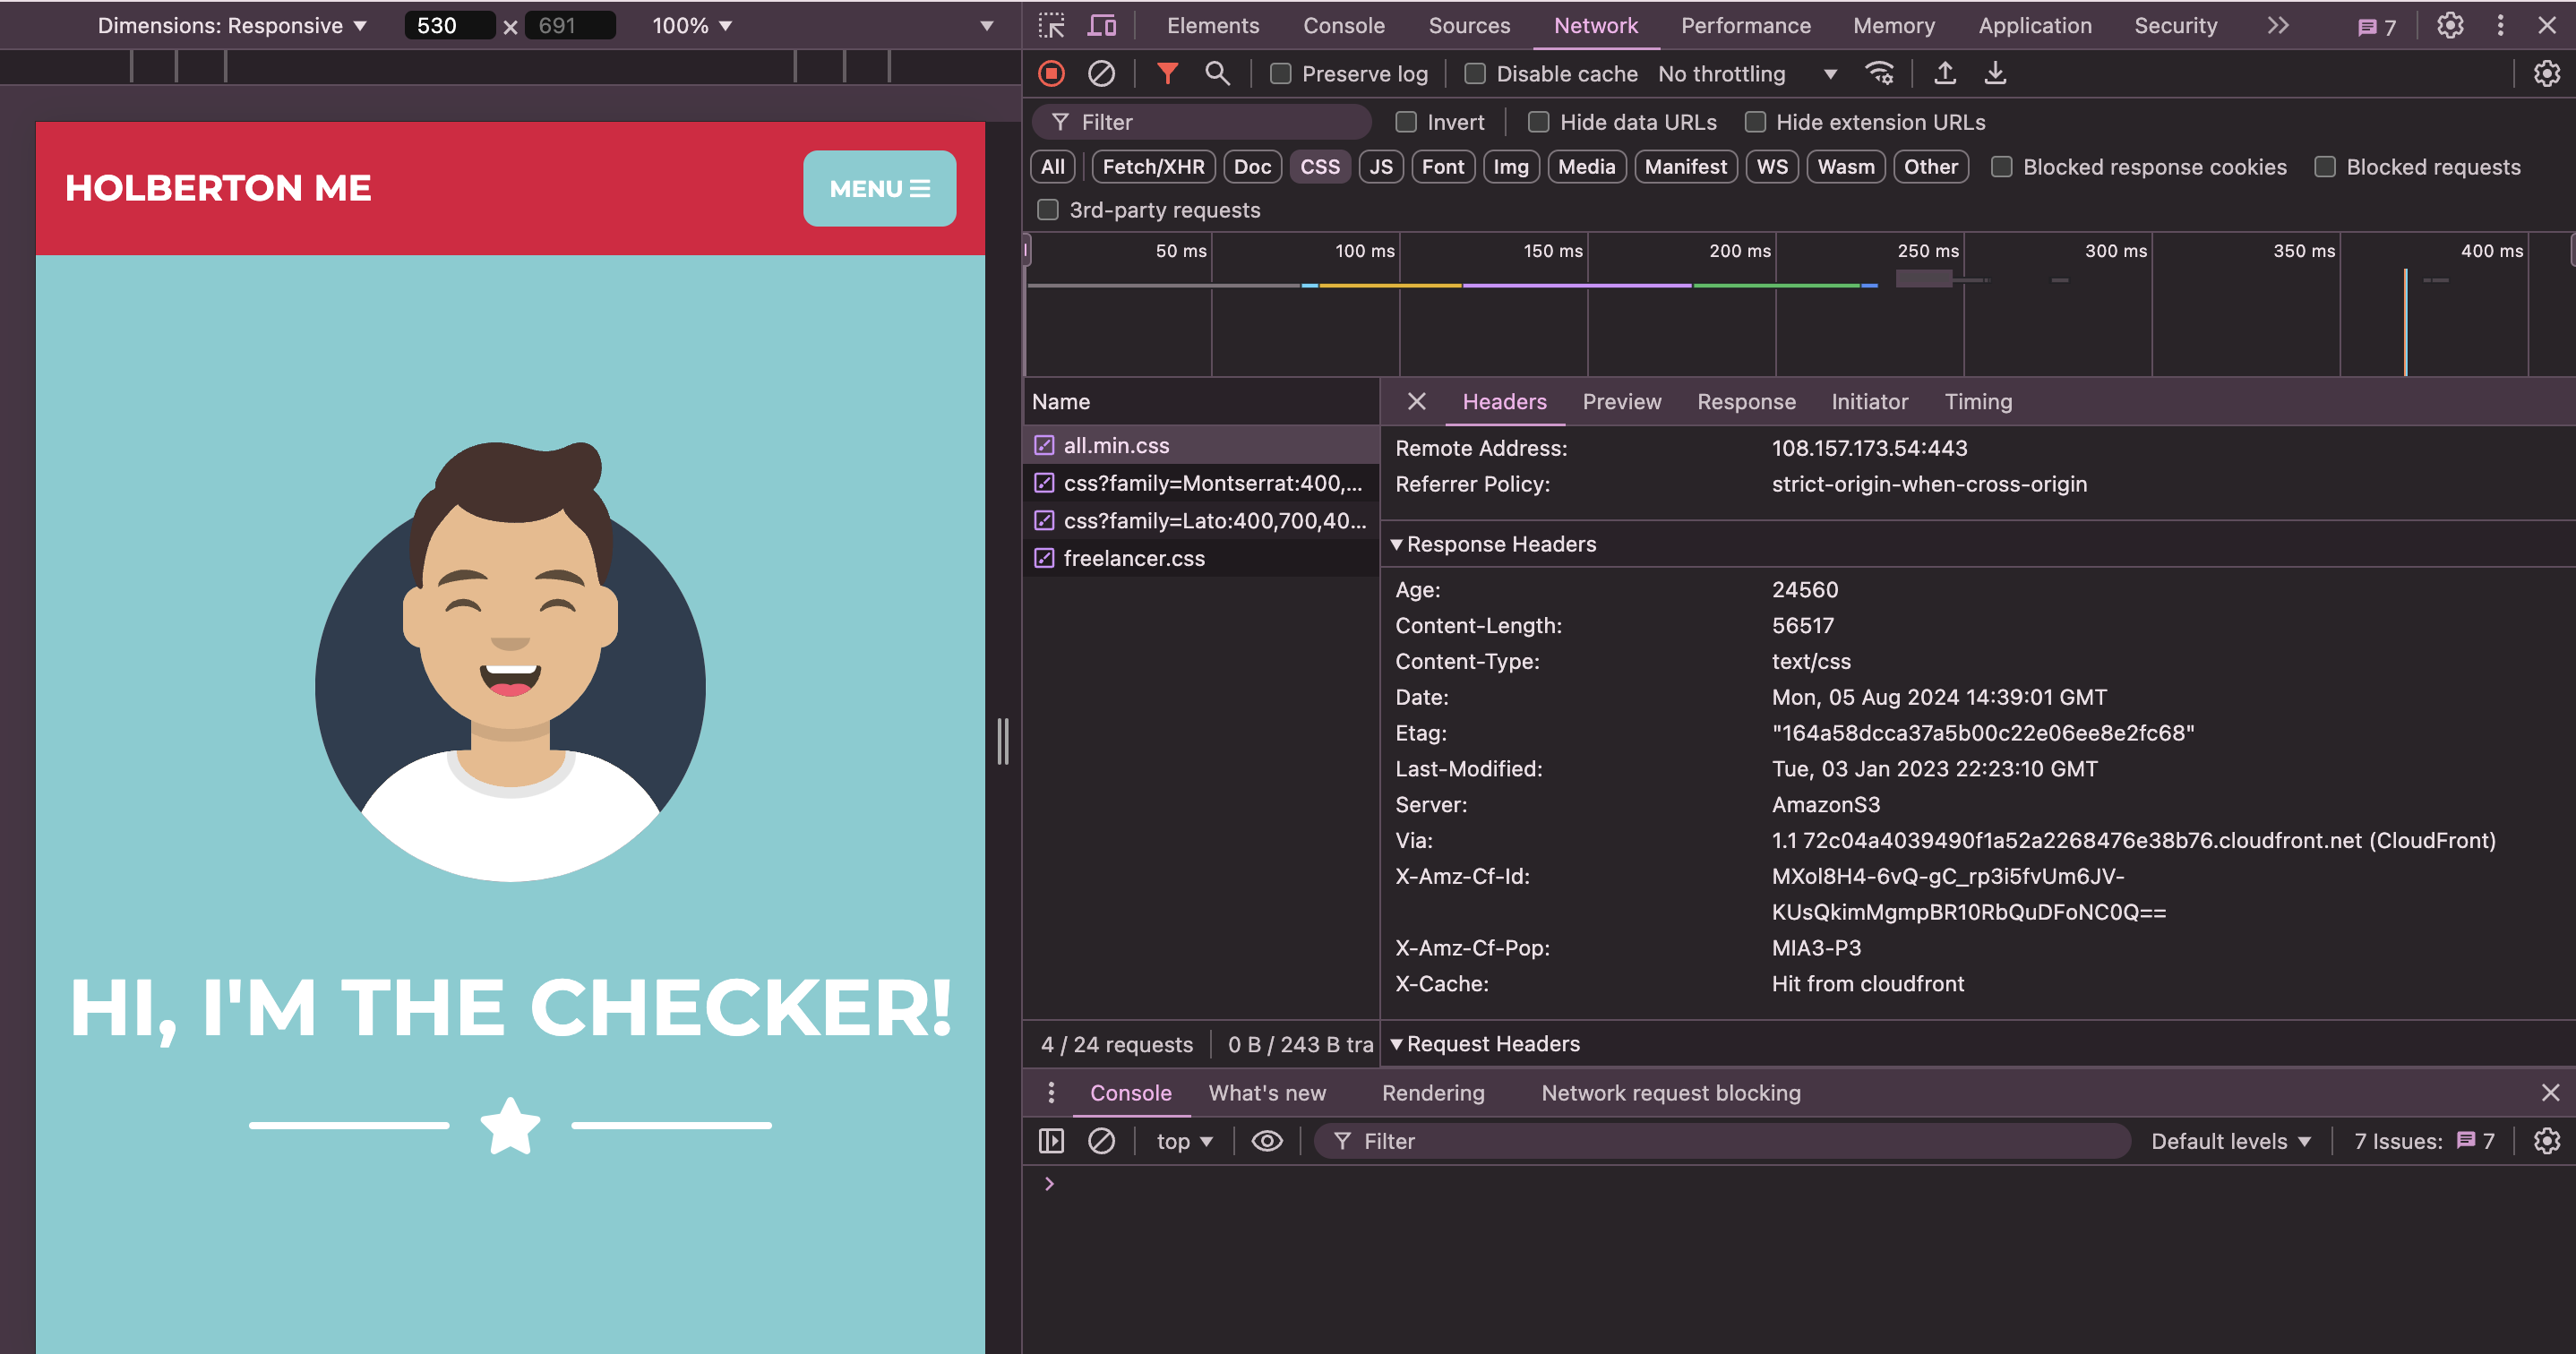 Dimensions: Responsive ▼ 530 × 691 100% ▼
HOLBERTON ME
MENU
HI, I'M THE CHECKER!
Elements Console Sources Network Performance Memory Application Security 7
Preserve log Disable cache No throttling
Filter Invert Hide data URLs Hide extension URLs
All Fetch/XHR Doc CSS JS Font Img Media Manifest WS Wasm Other Blocked response cookies Blocked requests
3rd-party requests
50 ms 100 ms 150 ms 200 ms 250 ms 300 ms 350 ms 400 ms
Name
all.min.css
css?family=Montserrat:400,...
css?family=Lato:400,700,40...
freelancer.css
4 / 24 requests 0 B / 243 B tra
Headers Preview Response Initiator Timing
Remote Address: 108.157.173.54:443
Referrer Policy: strict-origin-when-cross-origin
Response Headers
Age: 24560
Content-Length: 56517
Content-Type: text/css
Date: Mon, 05 Aug 2024 14:39:01 GMT
Etag: "164a58dcca37a5b00c22e06ee8e2fc68"
Last-Modified: Tue, 03 Jan 2023 22:23:10 GMT
Server: AmazonS3
Via: 1.1 72c04a4039490f1a52a2268476e38b76.cloudfront.net (CloudFront)
X-Amz-Cf-Id: MXol8H4-6vQ-gC_rp3i5fvUm6JV-
KUsQkimMgmpBR10RbQuDFoNC0Q==
X-Amz-Cf-Pop: MIA3-P3
X-Cache: Hit from cloudfront
Request Headers
Console What's new Rendering Network request blocking
top Filter Default levels 7 Issues: 7